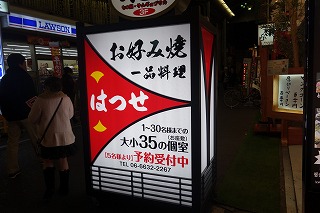 LAWSON
2F
お好み焼
一品料理
はつせ
1~30名様までの
(お座敷)
大小35の個室
[5名様より]予約受付中
TEL 06-6632-2267